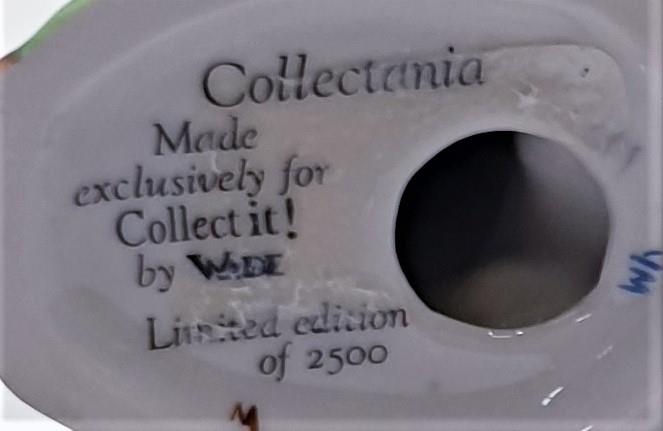 Collectania
Made
exclusively for
Collect it!
by WADE
Limited edition
of 2500